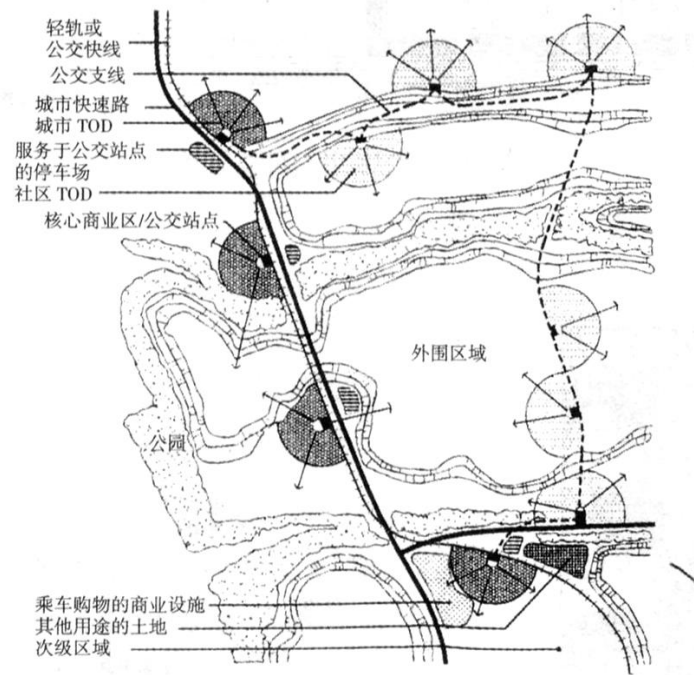 轻轨或
公交快线
公交支线
城市快速路
城市 TOD
服务于公交站点
的停车场
社区 TOD
核心商业区/公交站点
外围区域
公园
乘车购物的商业设施
其他用途的土地
次级区域